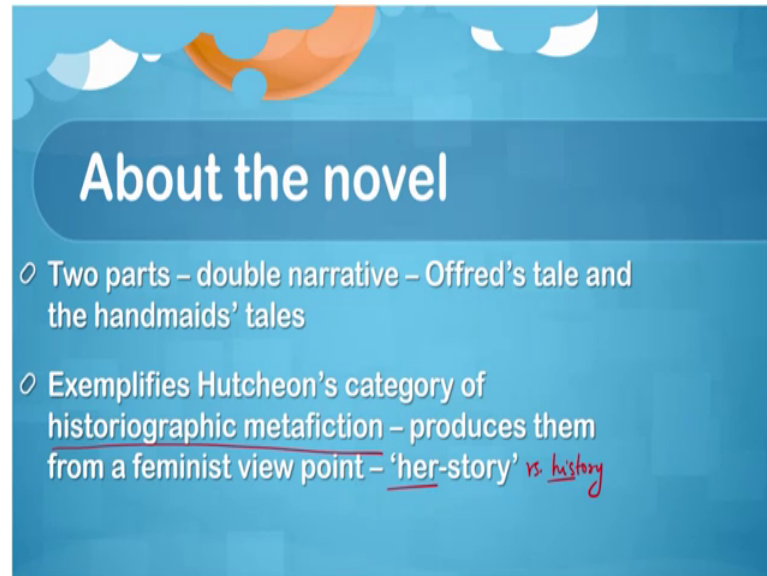 About the novel
Two parts – double narrative – Offred's tale and
the handmaids' tales
Exemplifies Hutcheon's category of
historiographic metafiction – produces them
from a feminist view point – 'her-story' vs. history